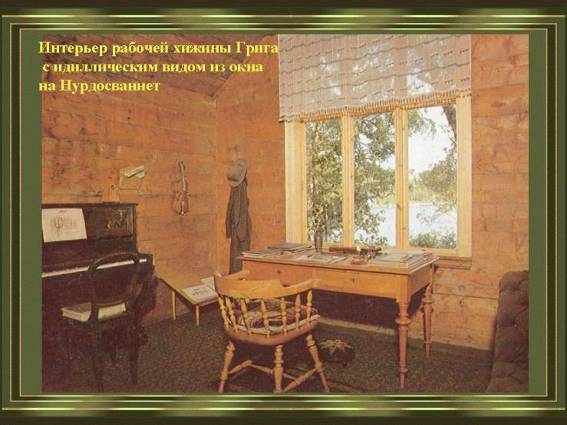 Интерьер рабочей хижины Грига
с идиллическим видом из окна
на Нурдосваннет